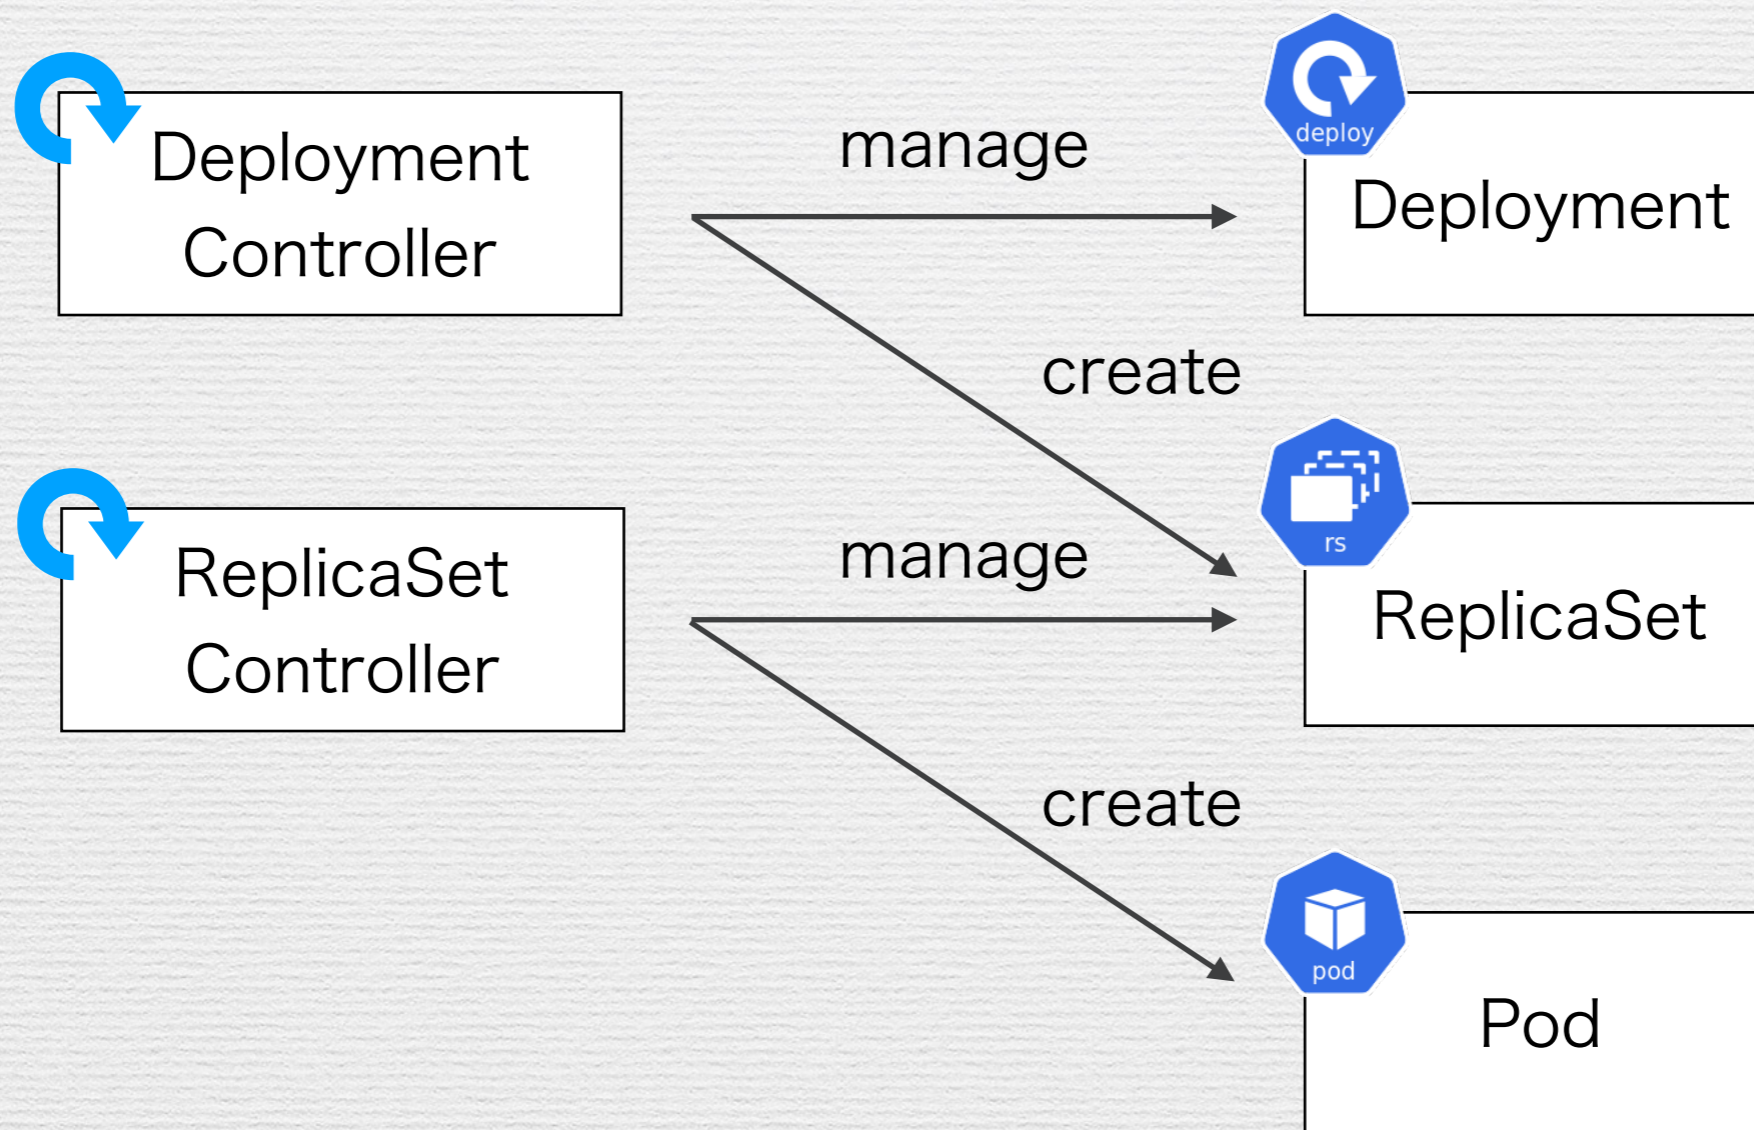 Deployment
Controller
manage
deploy
Deployment
create
ReplicaSet
Controller
manage
rs
ReplicaSet
create
pod
Pod